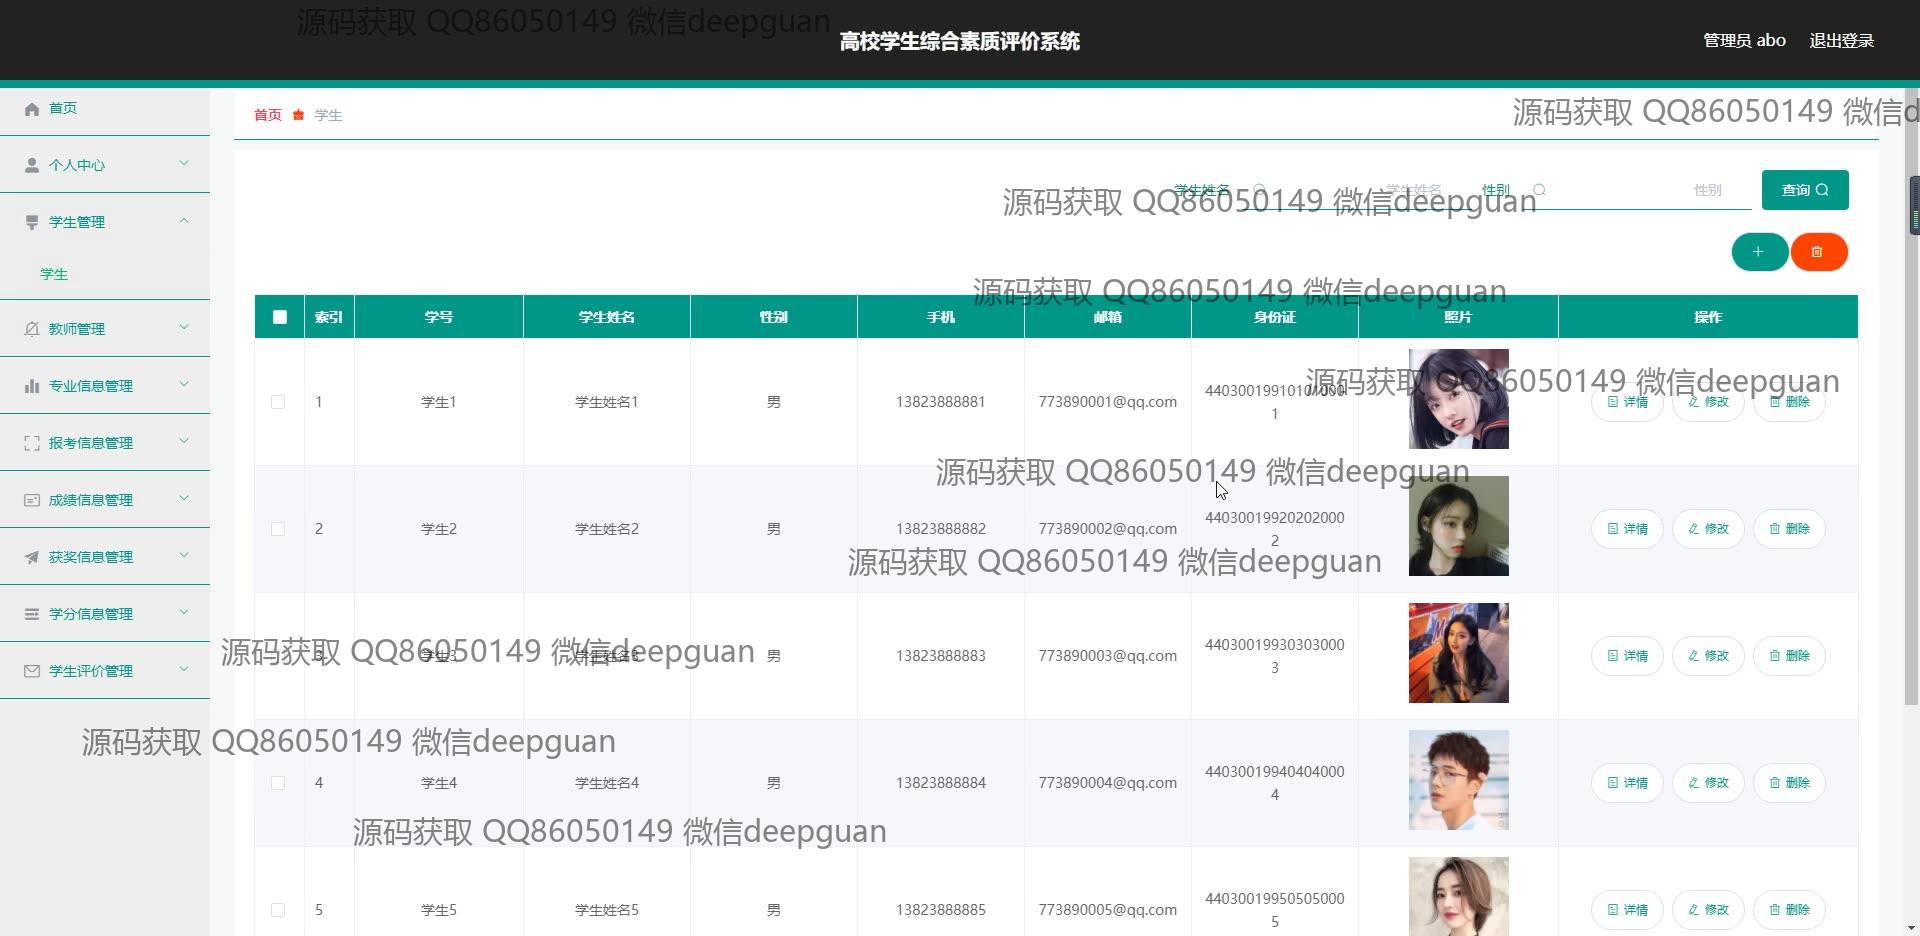 源码获取 QQ86050149 微信deepguan
高校学生综合素质评价系统
管理员 abo 退出登录
首页
个人中心
学生管理
学生
教师管理
专业信息管理
报考信息管理
成绩信息管理
获奖信息管理
学分信息管理
学生评价管理
首页 学生
源码获取 QQ86050149 微信d
学生姓名 学生姓名 性别 性别 查询
源码获取 QQ86050149 微信deepguan
源码获取 QQ86050149 微信deepguan
索引 学号 学生姓名 性别 手机 邮箱 身份证 照片 操作
源码获取 QQ86050149 微信deepguan
1 学生1 学生姓名1 男 13823888881 773890001@qq.com 440300199101010001 详情 修改 删除
源码获取 QQ86050149 微信deepguan
2 学生2 学生姓名2 男 13823888882 773890002@qq.com 440300199202020002 详情 修改 删除
源码获取 QQ86050149 微信deepguan
3 学生3 学生姓名3 男 13823888883 773890003@qq.com 440300199303030003 详情 修改 删除
源码获取 QQ86050149 微信deepguan
源码获取 QQ86050149 微信deepguan
4 学生4 学生姓名4 男 13823888884 773890004@qq.com 440300199404040004 详情 修改 删除
源码获取 QQ86050149 微信deepguan
5 学生5 学生姓名5 男 13823888885 773890005@qq.com 440300199505050005 详情 修改 删除